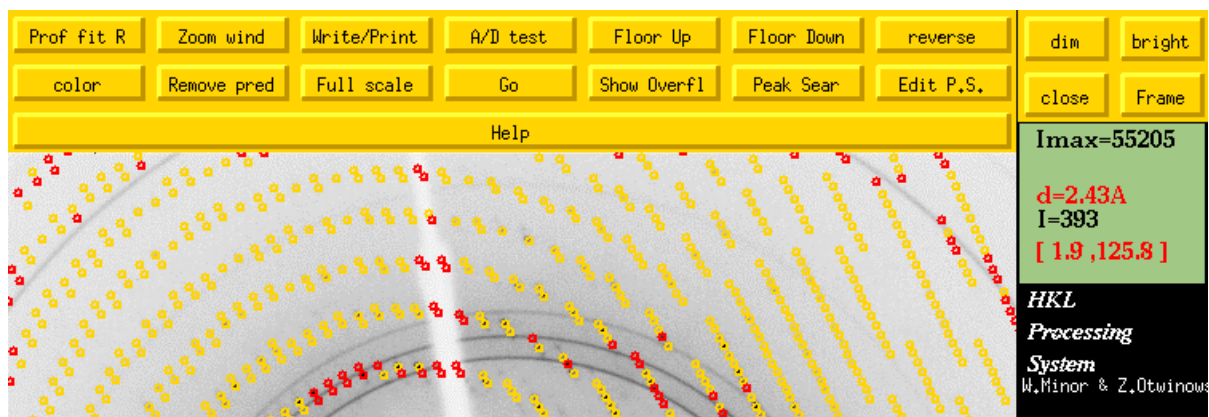 Prof fit R Zoom wind Write/Print A/D test Floor Up Floor Down reverse dim bright
color Remove pred Full scale Go Show Overfl Peak Sear Edit P.S. close Frame
Help
Imax=55205
d=2.43A
I=393
[ 1.9 ,125.8 ]
HKL
Processing
System
W.Minor & Z.Otwinows